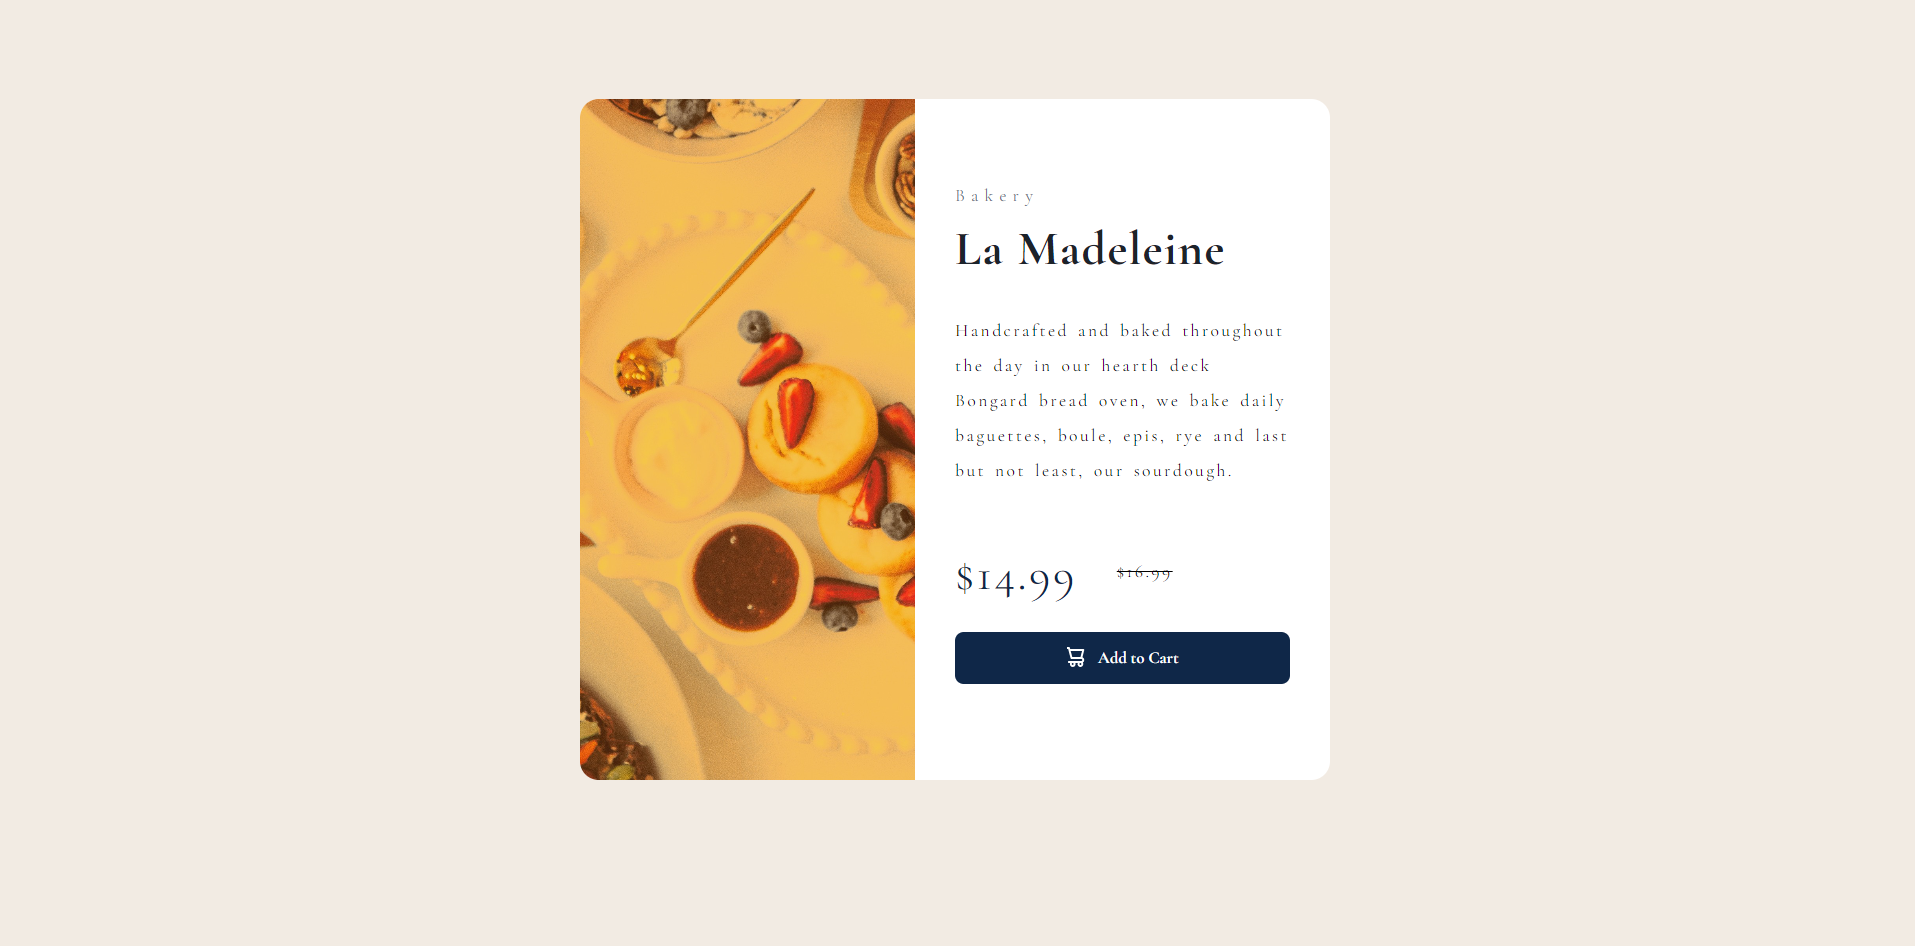 Bakery
La Madeleine
Handcrafted and baked throughout
the day in our hearth deck
Bongard bread oven, we bake daily
baguettes, boule, epis, rye and last
but not least, our sourdough.
$14.99 $16.99
Add to Cart